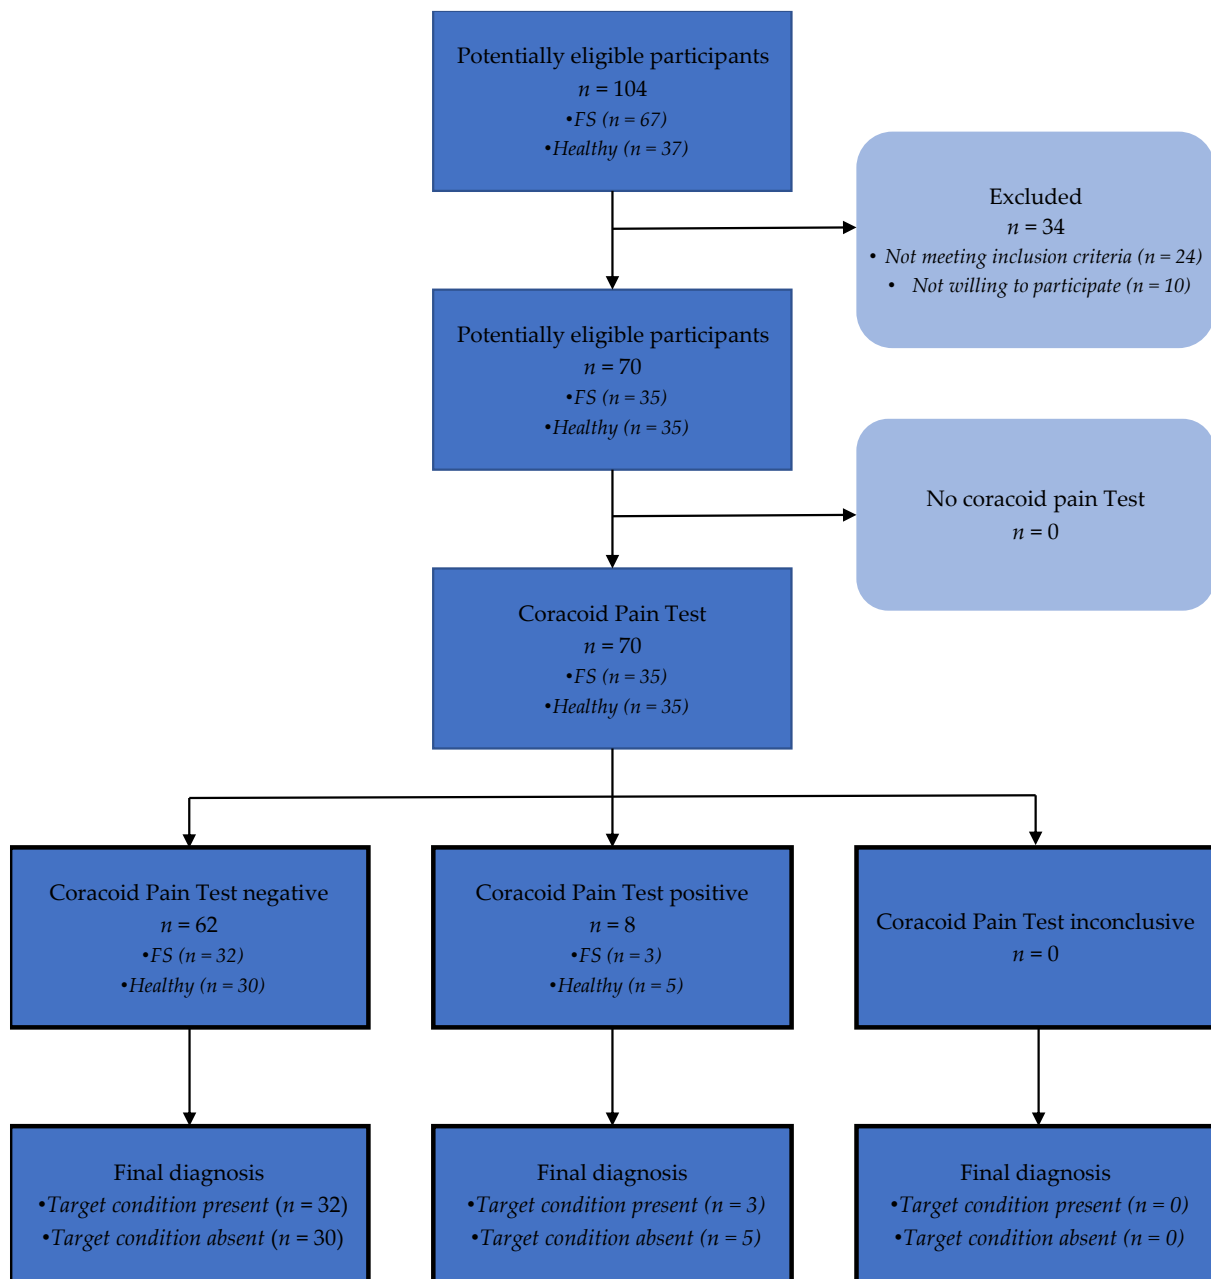 Potentially eligible participants
n = 104
•FS (n = 67)
•Healthy (n = 37)
Excluded
n = 34
• Not meeting inclusion criteria (n = 24)
• Not willing to participate (n = 10)
Potentially eligible participants
n = 70
•FS (n = 35)
•Healthy (n = 35)
No coracoid pain Test
n = 0
Coracoid Pain Test
n = 70
•FS (n = 35)
•Healthy (n = 35)
Coracoid Pain Test negative
n = 62
•FS (n = 32)
•Healthy (n = 30)
Coracoid Pain Test positive
n = 8
•FS (n = 3)
•Healthy (n = 5)
Coracoid Pain Test inconclusive
n = 0
Final diagnosis
•Target condition present (n = 32)
•Target condition absent (n = 30)
Final diagnosis
•Target condition present (n = 3)
•Target condition absent (n = 5)
Final diagnosis
•Target condition present (n = 0)
•Target condition absent (n = 0)